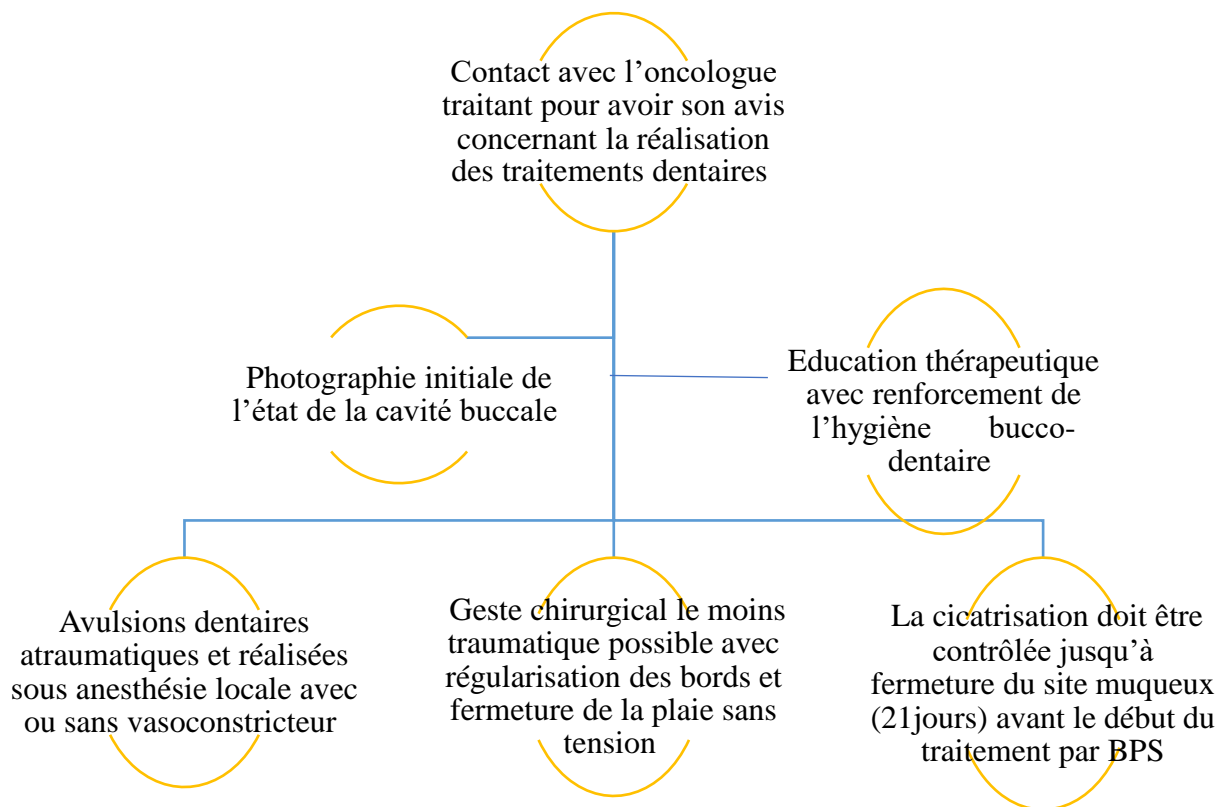 Contact avec l’oncologue
traitant pour avoir son avis
concernant la réalisation
des traitements dentaires
Photographie initiale de
l’état de la cavité buccale
Education thérapeutique
avec renforcement de
l’hygiène bucco-
dentaire
Avulsions dentaires
atraumatiques et réalisées
sous anesthésie locale avec
ou sans vasoconstricteur
Geste chirurgical le moins
traumatique possible avec
régularisation des bords et
fermeture de la plaie sans
tension
La cicatrisation doit être
contrôlée jusqu’à
fermeture du site muqueux
(21jours) avant le début du
traitement par BPS